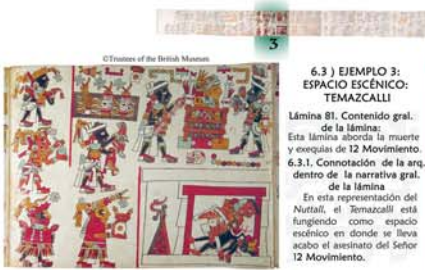 3
©Trustees of the British Museum
6.3 ) EJEMPLO 3:
ESPACIO ESCÉNICO:
TEMAZCALLI
Lámina 81. Contenido gral.
de la lámina:
Esta lámina aborda la muerte
y exequias de 12 Movimiento.
6.3.1. Connotación de la arq.
dentro de la narrativa gral.
de la lámina
En esta representación del
Nuttall, el Temazcalli está
fungiendo como espacio
escénico en donde se lleva
acabo el asesinato del Señor
12 Movimiento.